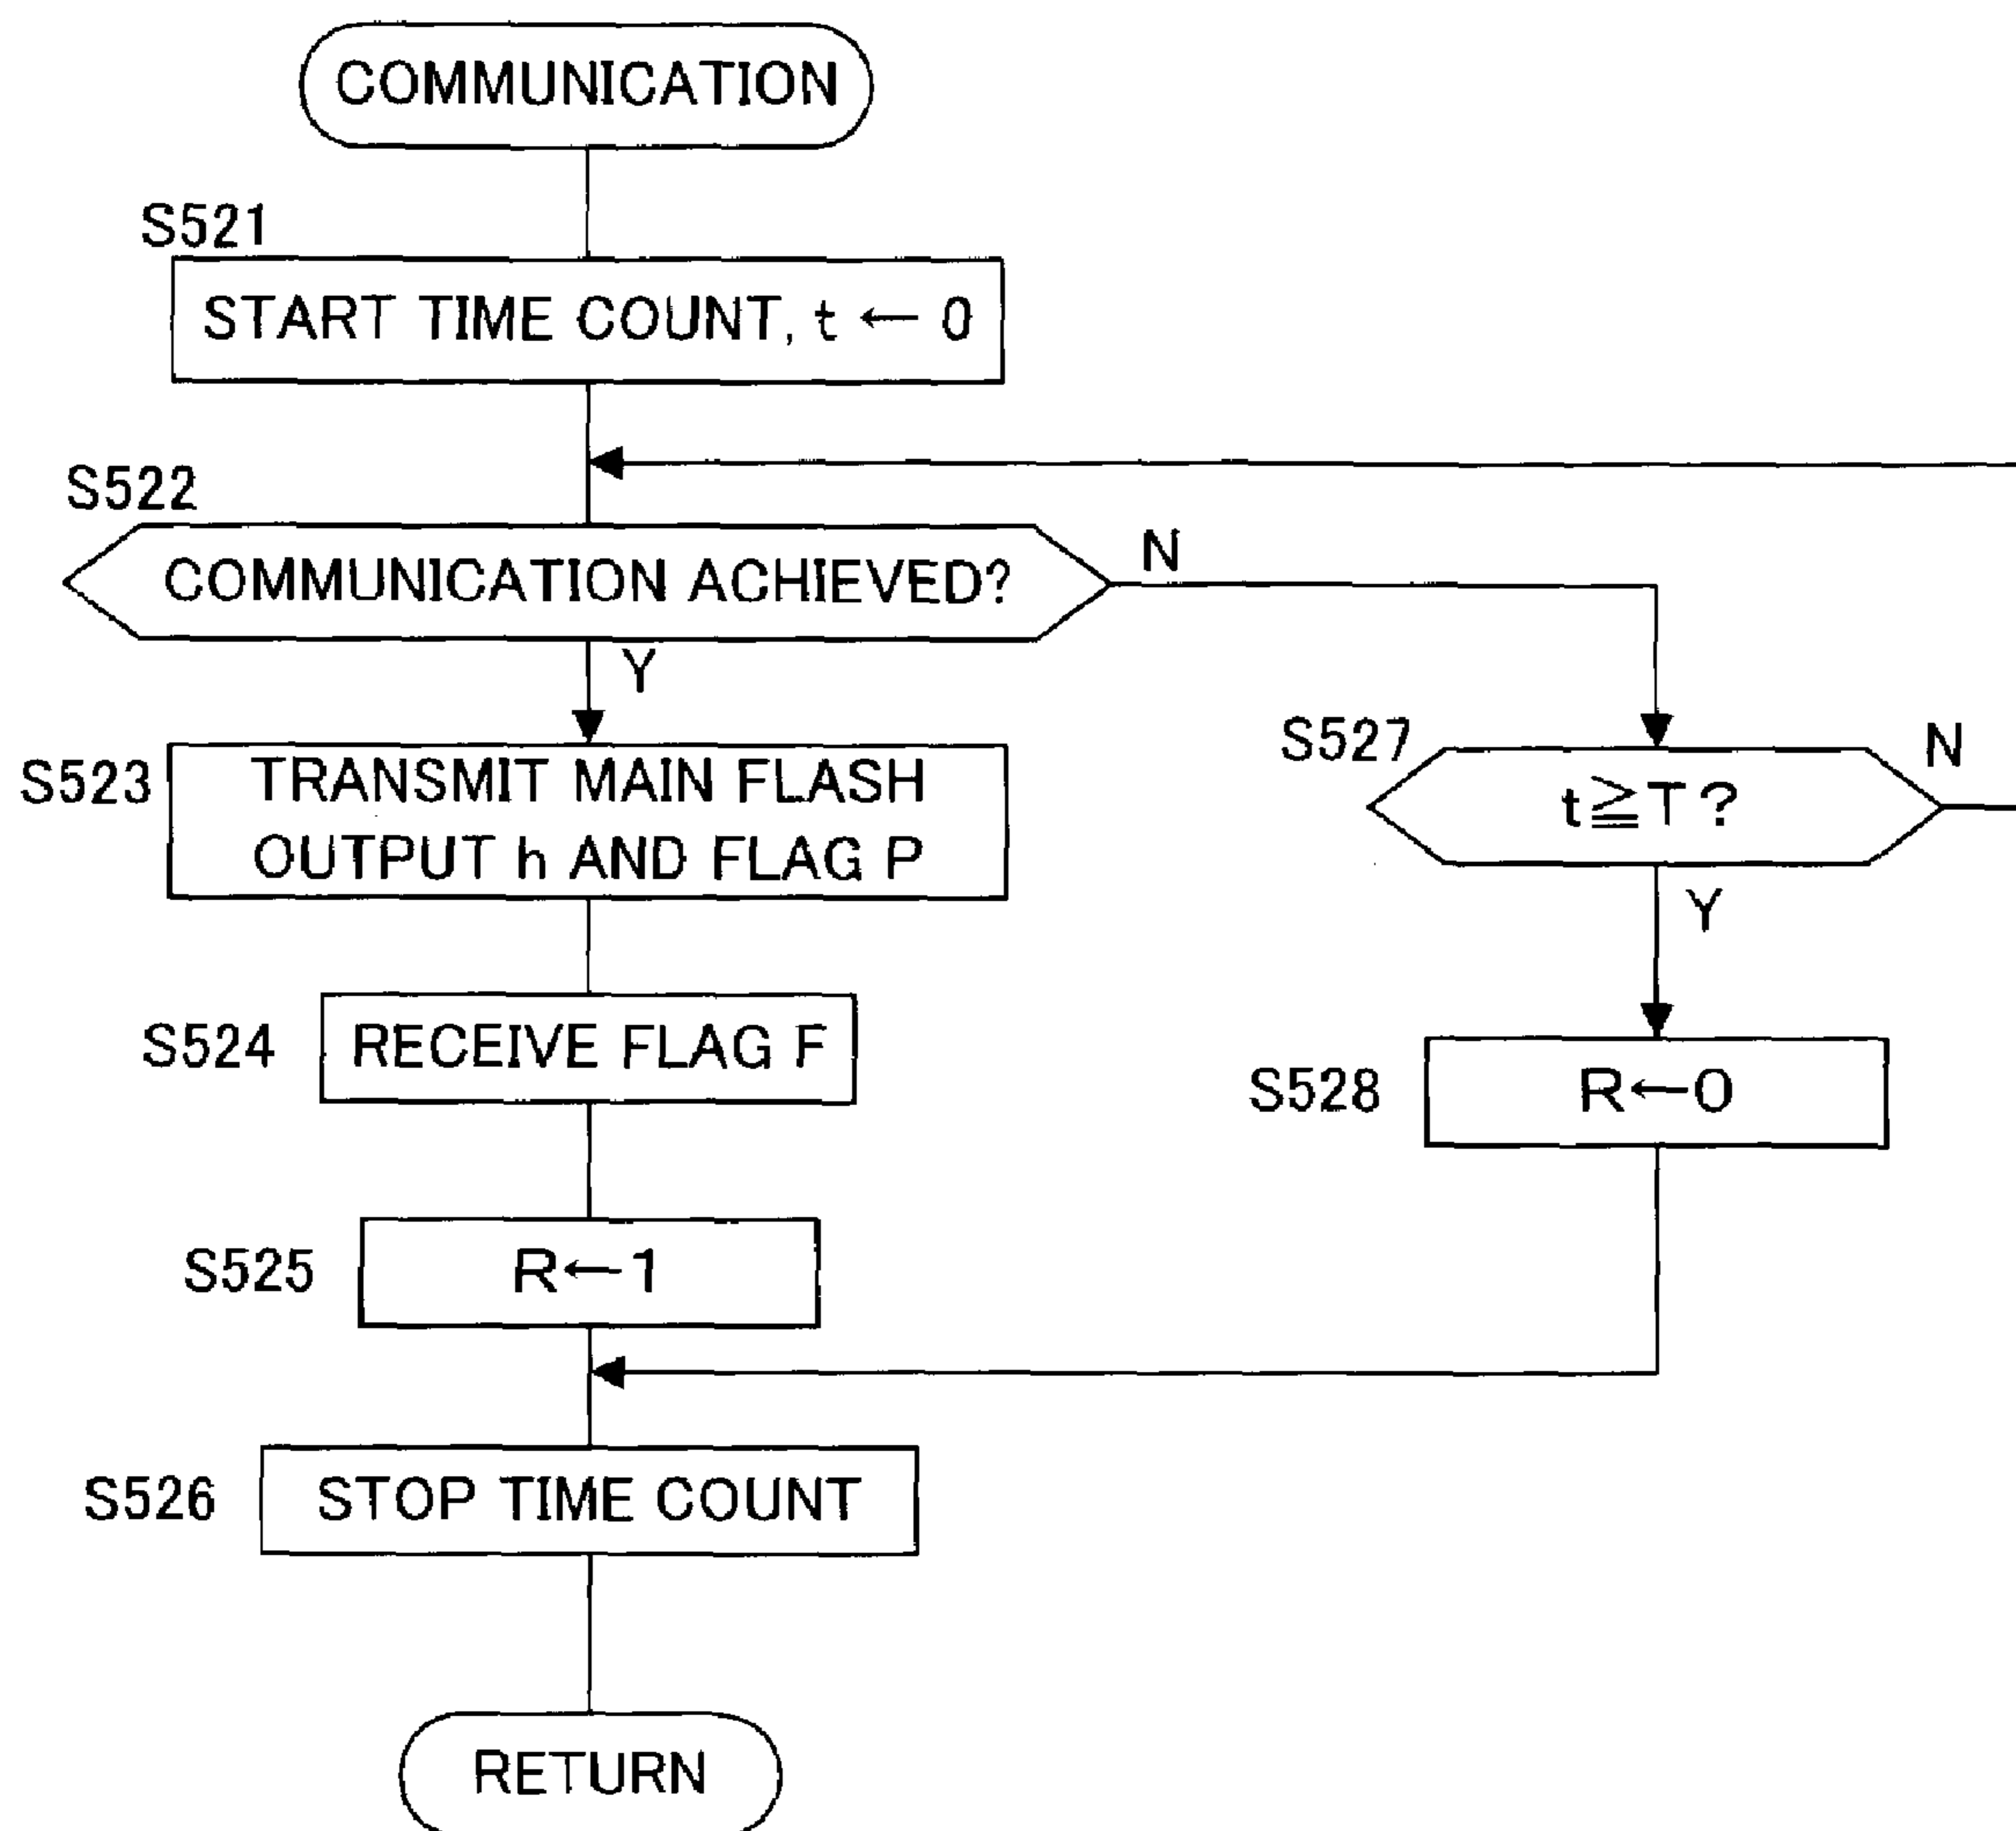 COMMUNICATION
S521
START TIME COUNT, t ← 0
S522
COMMUNICATION ACHIEVED?
N
Y
S523
TRANSMIT MAIN FLASH
OUTPUT h AND FLAG P
S527
t≧T?
N
Y
S524
RECEIVE FLAG F
S528
R←0
S525
R←1
S526
STOP TIME COUNT
RETURN